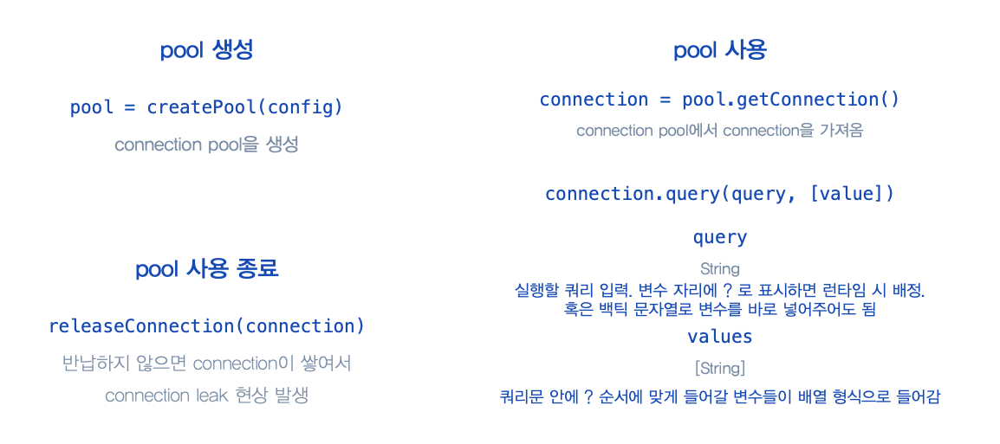 pool 생성
pool = createPool(config)
connection pool을 생성
pool 사용 종료
releaseConnection(connection)
반납하지 않으면 connection이 쌓여서
connection leak 현상 발생
pool 사용
connection = pool.getConnection()
connection pool에서 connection을 가져옴
connection.query(query, [value])
query
String
실행할 쿼리 입력. 변수 자리에 ? 로 표시하면 런타임 시 배정.
혹은 백틱 문자열로 변수를 바로 넣어주어도 됨
values
[String]
쿼리문 안에 ? 순서에 맞게 들어갈 변수들이 배열 형식으로 들어감